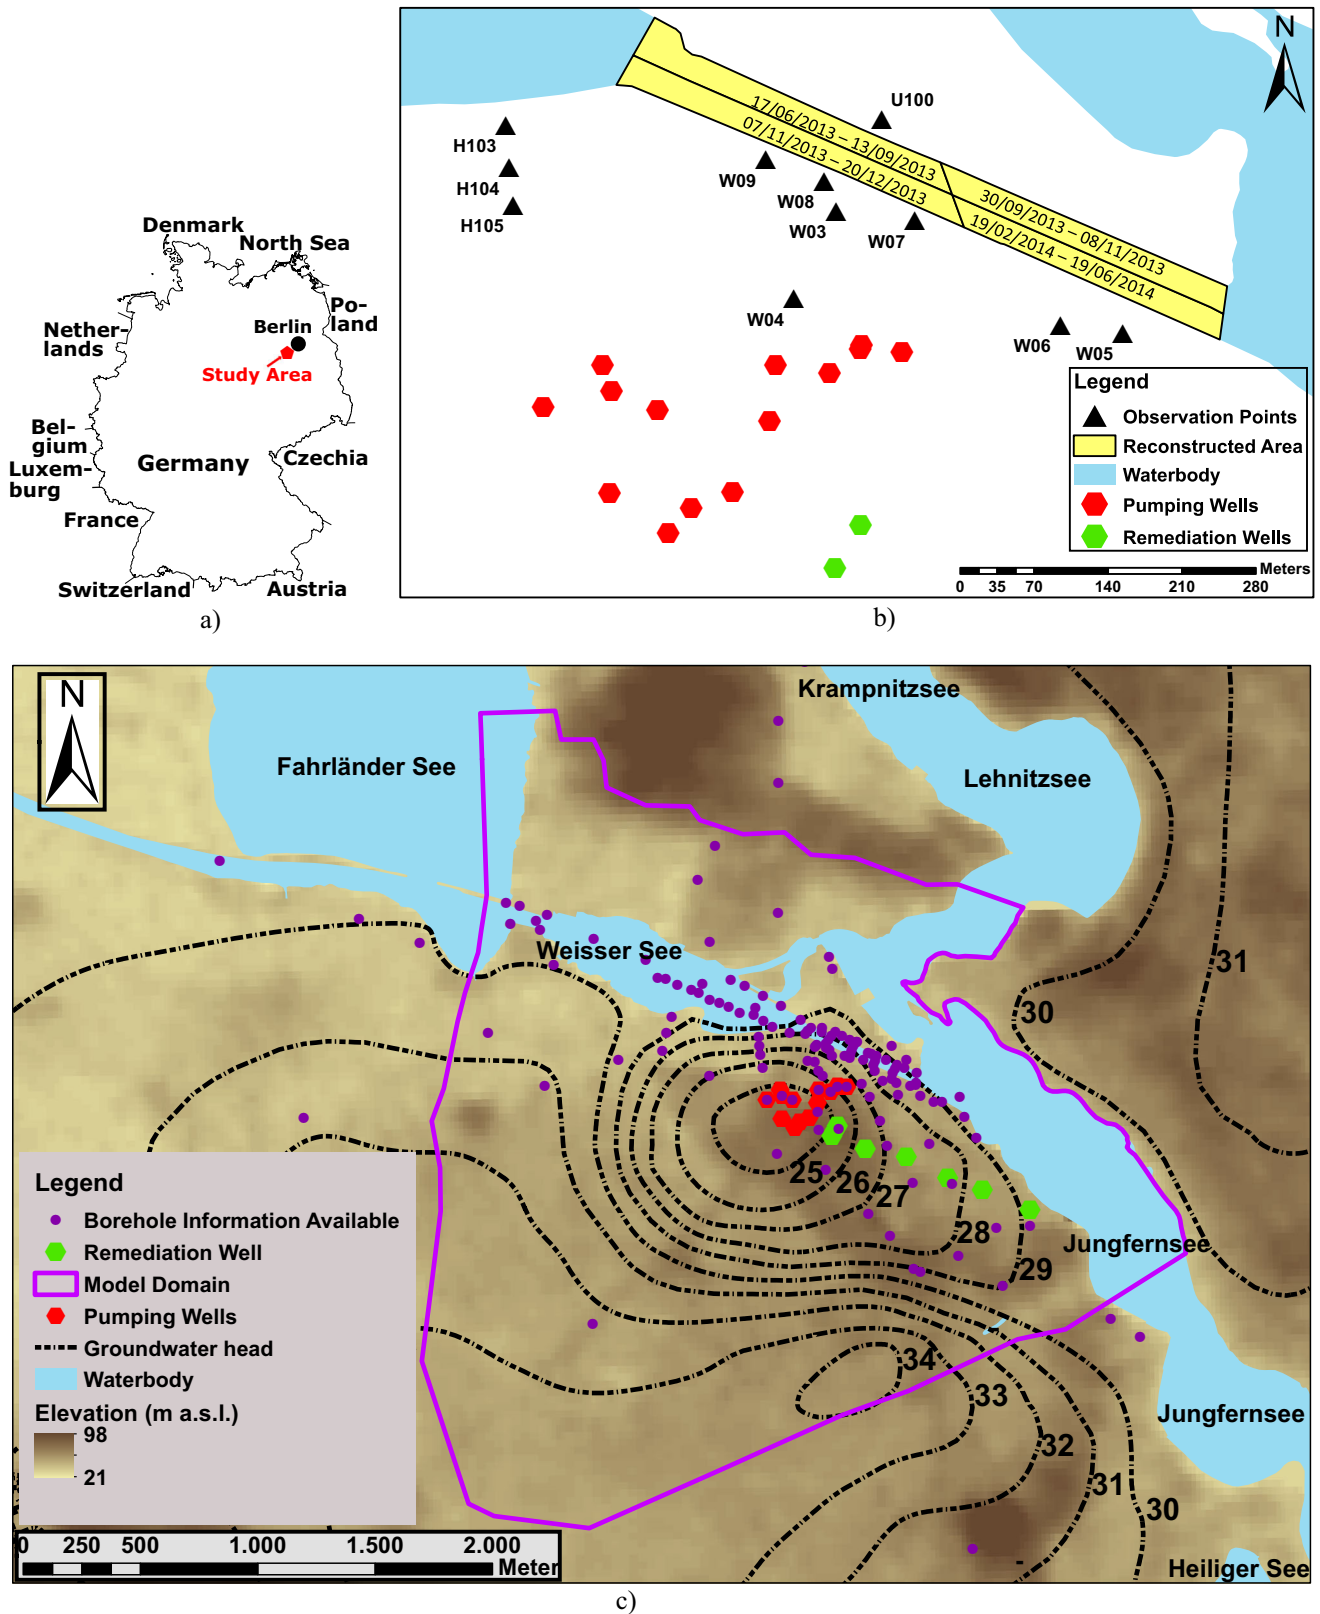 Denmark
North Sea
Po-
land
Berlin
Nether-
lands
Study Area
Bel-
gium
Luxem-
burg
Germany
Czechia
France
Switzerland
Austria
a)
N
U100
H103
H104
H105
W09
W08
W03
W07
W04
W06
W05
17/06/2013 – 13/09/2013
07/11/2013 – 20/12/2013
30/09/2013 – 08/11/2013
19/02/2014 – 19/06/2014
Legend
Observation Points
Reconstructed Area
Waterbody
Pumping Wells
Remediation Wells
Meters
0 35 70 140 210 280
b)
N
Krampnitzsee
Fahrländer See
Lehnitzsee
Weisser See
31
30
25
26
27
28
29
Jungfernsee
34
33
32
31
30
Jungfernsee
Heiliger See
Legend
Borehole Information Available
Remediation Well
Model Domain
Pumping Wells
Groundwater head
Waterbody
Elevation (m a.s.l.)
98
21
0 250 500 1.000 1.500 2.000
Meter
c)